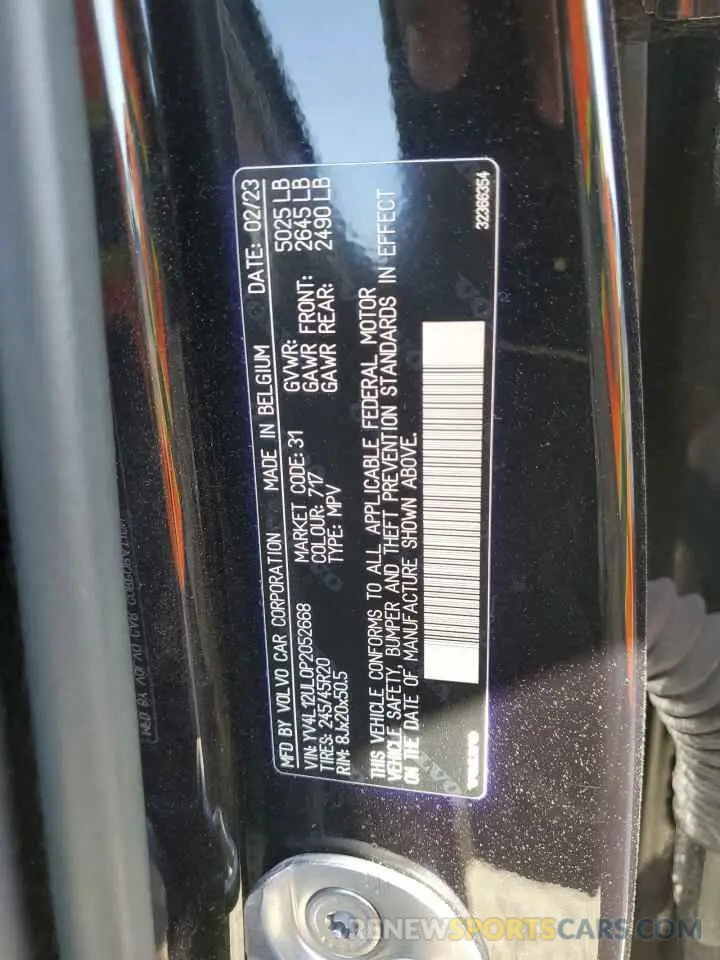 MFD BY VOLVO CAR CORPORATION MADE IN BELGIUM DATE: 02/23
VIN: YV4L12UL0P2052668 MARKET CODE: 31 GVWR: 5025 LB
TIRES: 245/45R20 COLOUR: 717 GAWR FRONT: 2645 LB
RIM: 8Jx20x50,5 TYPE: MPV GAWR REAR: 2490 LB
THIS VEHICLE CONFORMS TO ALL APPLICABLE FEDERAL MOTOR
VEHICLE SAFETY, BUMPER AND THEFT PREVENTION STANDARDS IN EFFECT
ON THE DATE OF MANUFACTURE SHOWN ABOVE.
VOLVO
32366354
RENEWSPORTSCARS.COM